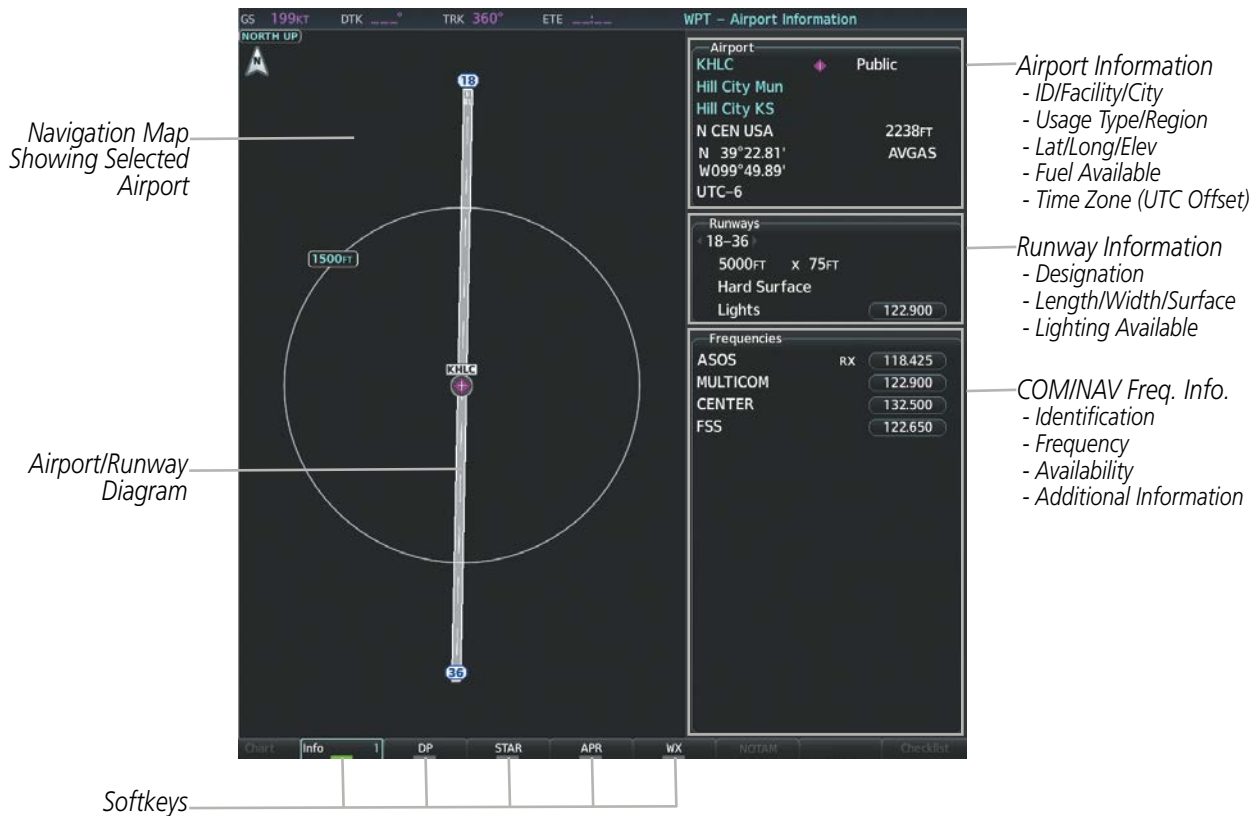 GS 199KT DTK ___° TRK 360° ETE __:__ WPT – Airport Information
NORTH UP
N
18
1500FT
KHLC
36
Airport
KHLC Public
Hill City Mun
Hill City KS
N CEN USA 2238FT
N 39°22.81' AVGAS
W099°49.89'
UTC–6
Runways
18–36
5000FT x 75FT
Hard Surface
Lights 122.900
Frequencies
ASOS RX 118.425
MULTICOM 122.900
CENTER 132.500
FSS 122.650
Chart Info 1 DP STAR APR WX NOTAM Checklist
Navigation Map
Showing Selected
Airport
Airport/Runway
Diagram
Softkeys
Airport Information
- ID/Facility/City
- Usage Type/Region
- Lat/Long/Elev
- Fuel Available
- Time Zone (UTC Offset)
Runway Information
- Designation
- Length/Width/Surface
- Lighting Available
COM/NAV Freq. Info.
- Identification
- Frequency
- Availability
- Additional Information